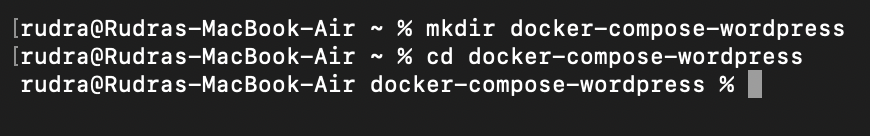 [rudra@Rudras-MacBook-Air ~ % mkdir docker-compose-wordpress
[rudra@Rudras-MacBook-Air ~ % cd docker-compose-wordpress
rudra@Rudras-MacBook-Air docker-compose-wordpress %